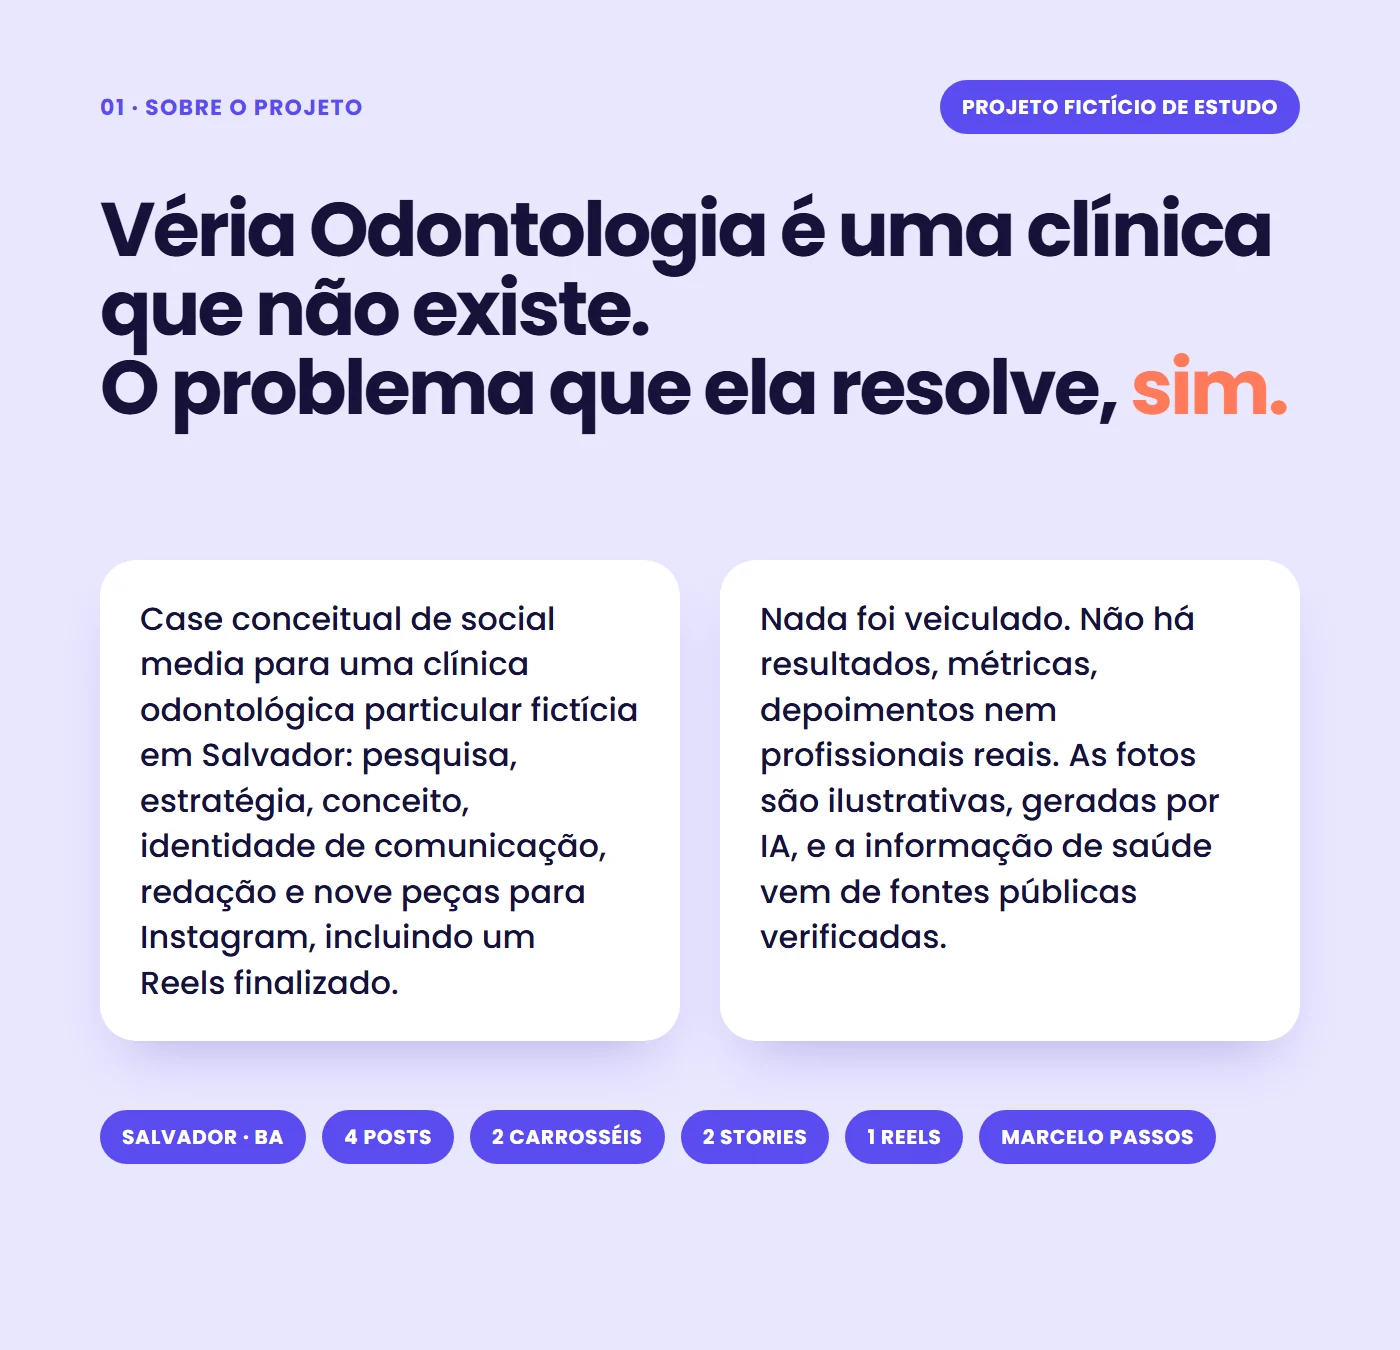 01 · SOBRE O PROJETO
PROJETO FICTÍCIO DE ESTUDO
Véria Odontologia é uma clínica
que não existe.
O problema que ela resolve, sim.
Case conceitual de social
media para uma clínica
odontológica particular fictícia
em Salvador: pesquisa,
estratégia, conceito,
identidade de comunicação,
redação e nove peças para
Instagram, incluindo um
Reels finalizado.
Nada foi veiculado. Não há
resultados, métricas,
depoimentos nem
profissionais reais. As fotos
são ilustrativas, geradas por
IA, e a informação de saúde
vem de fontes públicas
verificadas.
SALVADOR · BA
4 POSTS
2 CARROSSÉIS
2 STORIES
1 REELS
MARCELO PASSOS